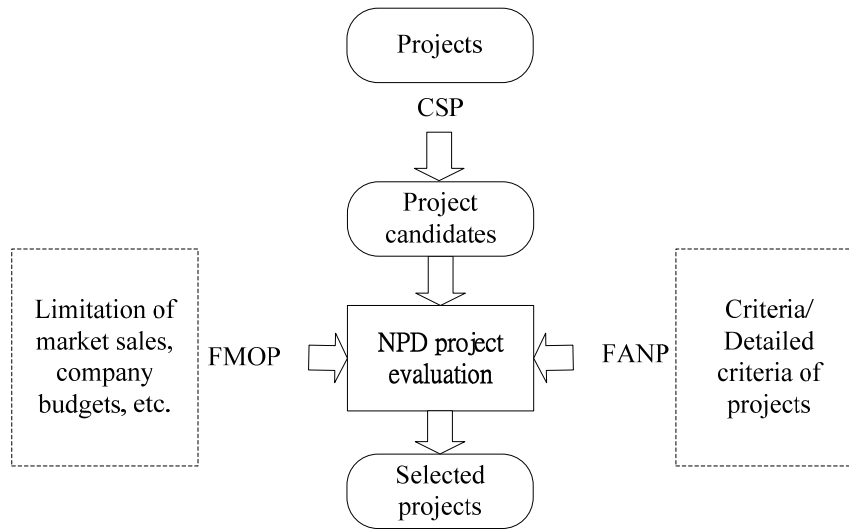 Projects
CSP
Project
candidates
Limitation of
market sales,
company
budgets, etc.
FMOP
NPD project
evaluation
FANP
Criteria/
Detailed
criteria of
projects
Selected
projects